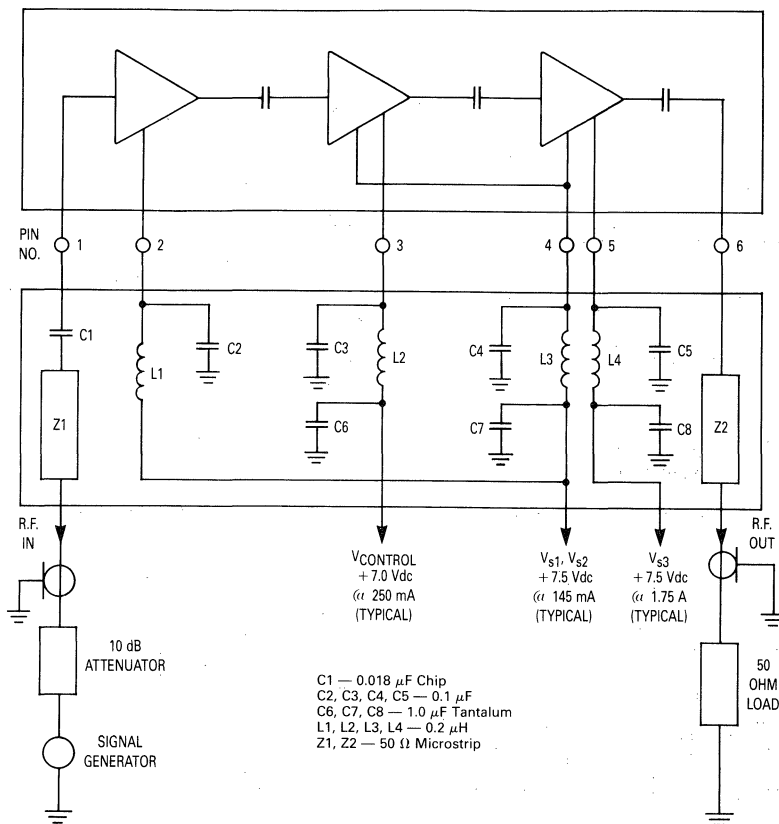 PIN
NO.
1
2
3
4
5
6
C1
C2
C3
C4
C5
L1
L2
L3
L4
C6
C7
C8
Z1
Z2
R.F.
IN
R.F.
OUT
VCONTROL
+ 7.0 Vdc
@ 250 mA
(TYPICAL)
Vs1, Vs2
+ 7.5 Vdc
@ 145 mA
(TYPICAL)
Vs3
+ 7.5 Vdc
@ 1.75 A
(TYPICAL)
10 dB
ATTENUATOR
SIGNAL
GENERATOR
50
OHM
LOAD
C1 — 0.018 μF Chip
C2, C3, C4, C5 — 0.1 μF
C6, C7, C8 — 1.0 μF Tantalum
L1, L2, L3, L4 — 0.2 μH
Z1, Z2 — 50 Ω Microstrip